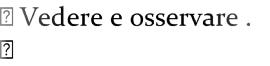 ⍰ Vedere e osservare .
⍰